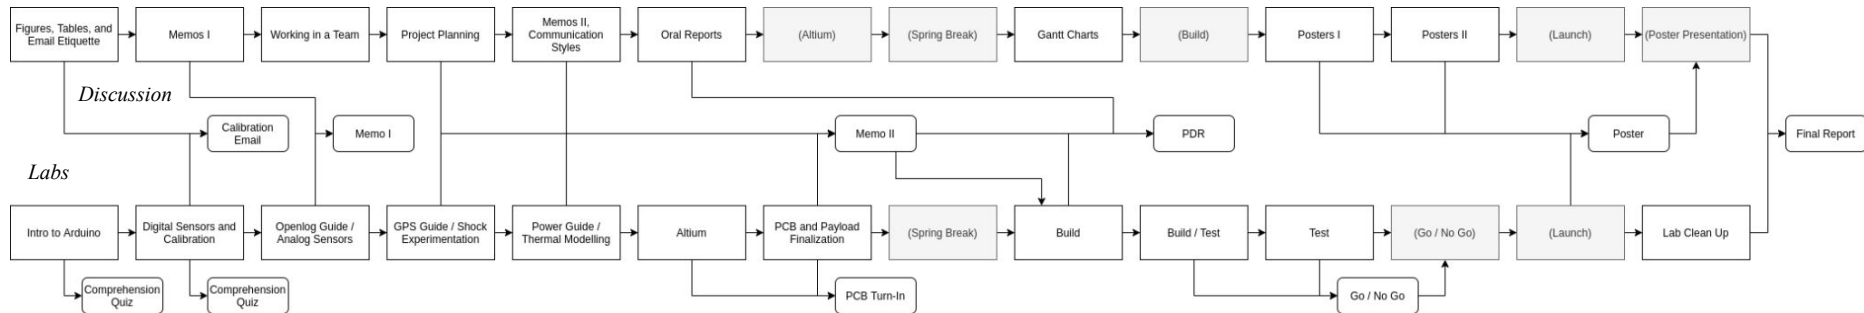 Figures, Tables, and
Email Etiquette
Memos I
Working in a Team
Project Planning
Memos II,
Communication
Styles
Oral Reports
(Altium)
(Spring Break)
Gantt Charts
(Build)
Posters I
Posters II
(Launch)
(Poster Presentation)
Discussion
Calibration
Email
Memo I
Memo II
PDR
Poster
Final Report
Labs
Intro to Arduino
Digital Sensors and
Calibration
Openlog Guide /
Analog Sensors
GPS Guide / Shock
Experimentation
Power Guide /
Thermal Modelling
Altium
PCB and Payload
Finalization
(Spring Break)
Build
Build / Test
Test
(Go / No Go)
(Launch)
Lab Clean Up
Comprehension
Quiz
Comprehension
Quiz
PCB Turn-In
Go / No Go